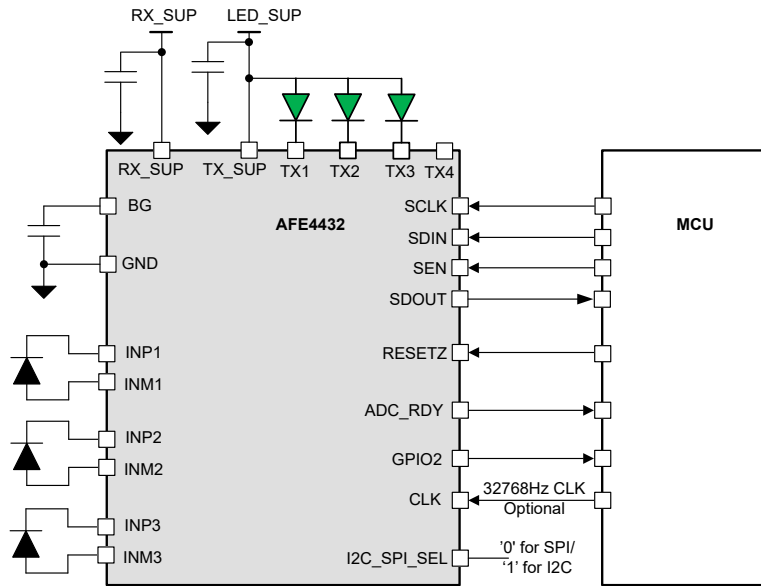 RX_SUP
LED_SUP
RX_SUP
TX_SUP
TX1
TX2
TX3
TX4
BG
AFE4432
SCLK
MCU
SDIN
GND
SEN
SDOUT
INP1
RESETZ
INM1
ADC_RDY
INP2
GPIO2
INM2
CLK
32768Hz CLK
Optional
INP3
INM3
I2C_SPI_SEL
'0' for SPI/
‘1’ for I2C